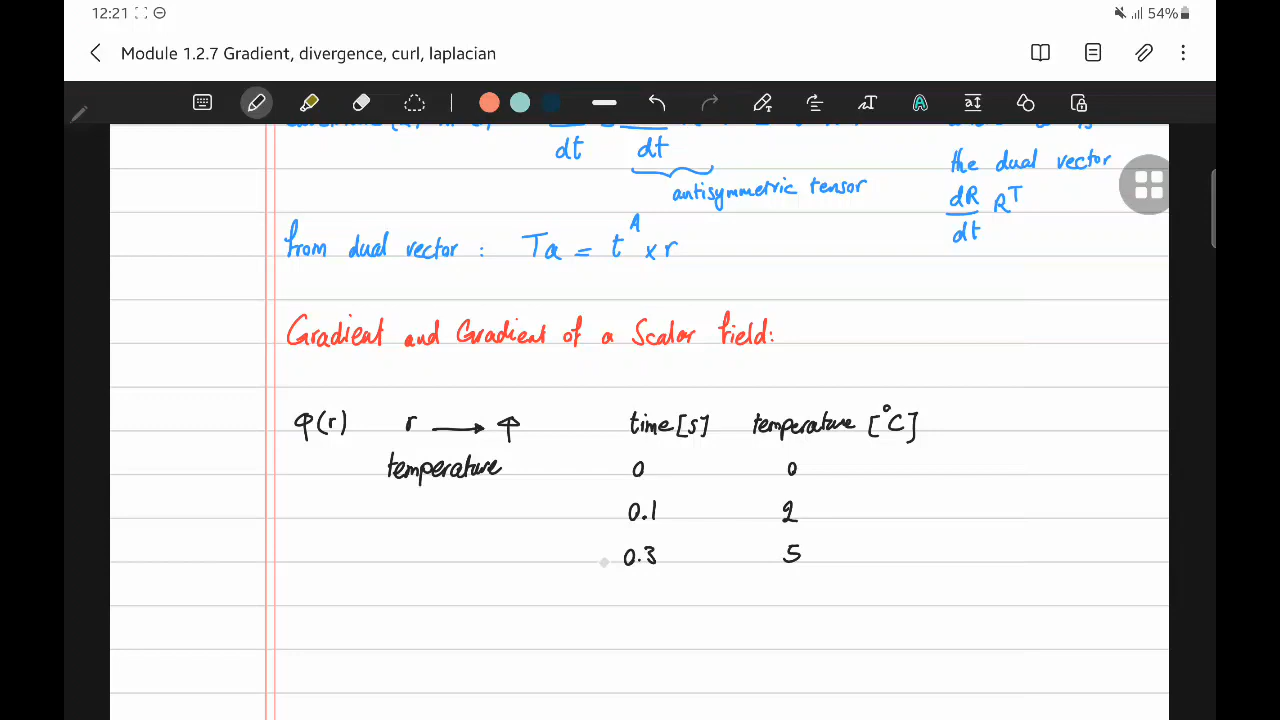 12:21
54%
Module 1.2.7 Gradient, divergence, curl, laplacian
dt dt
antisymmetric tensor
the dual vector
dR/dt R^T
from dual vector : Ta = t^A × r
Gradient and Gradient of a Scalar field:
φ(r) r → φ time [s] temperature [°C]
temperature 0 0
0.1 2
0.3 5